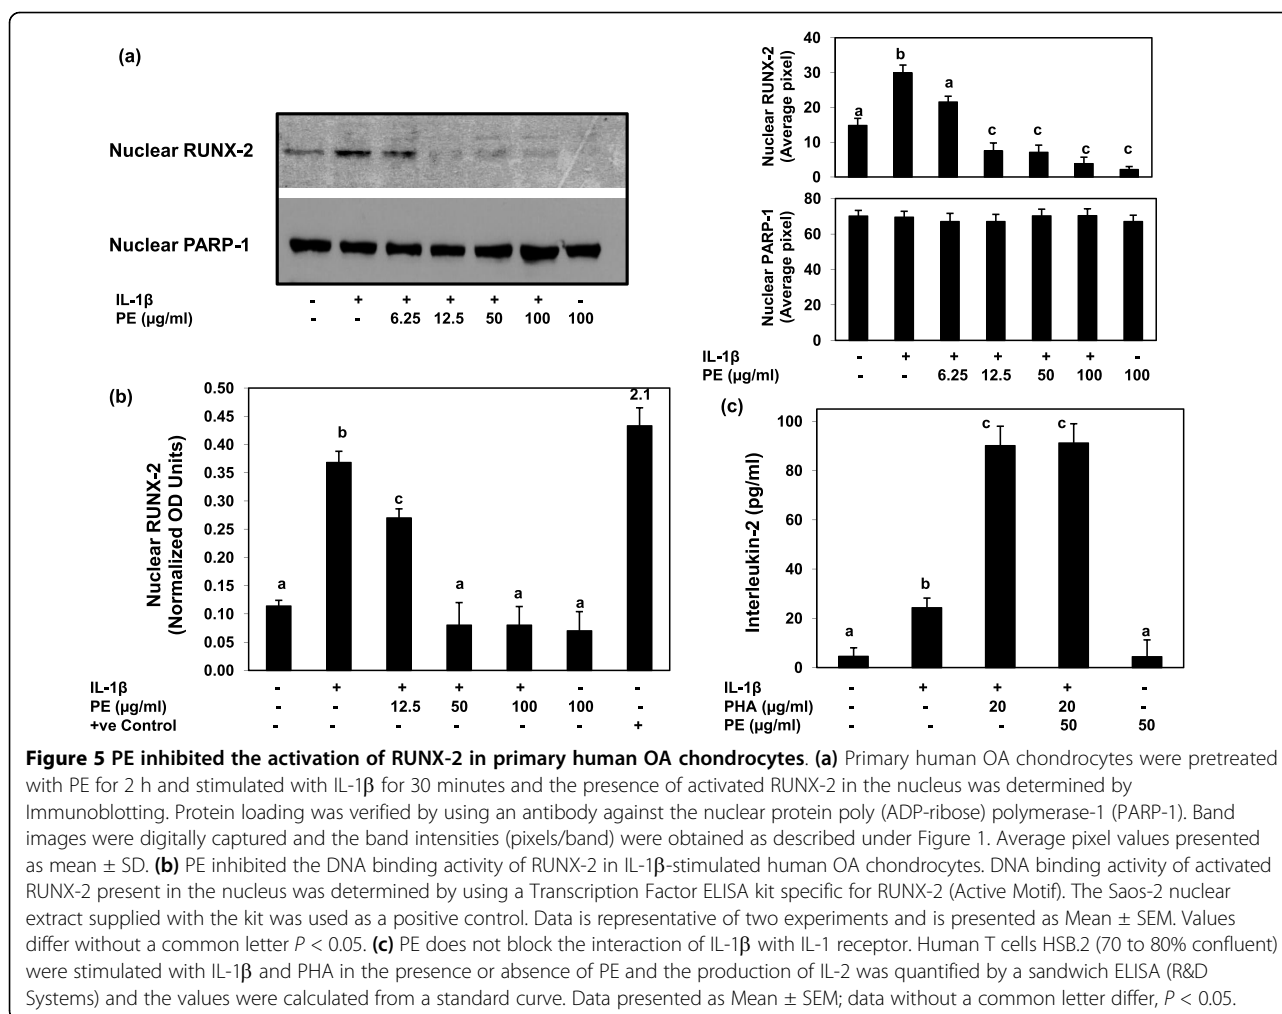 (a)
Nuclear RUNX-2
Nuclear PARP-1
IL-1β - + + + + + -
PE (µg/ml) - - 6.25 12.5 50 100 100
Nuclear RUNX-2
(Average pixel)
40
30
20
10
0
a b a c c c c
Nuclear PARP-1
(Average pixel)
80
60
40
20
0
IL-1β - + + + + + -
PE (µg/ml) - - 6.25 12.5 50 100 100
(b)
Nuclear RUNX-2
(Normalized OD Units)
0.50
0.45
0.40
0.35
0.30
0.25
0.20
0.15
0.10
0.05
0.00
a b c a a a 2.1
IL-1β - + + + + - -
PE (µg/ml) - - 12.5 50 100 100 -
+ve Control - - - - - - +
(c)
Interleukin-2 (pg/ml)
100
80
60
40
20
0
a b c c a
IL-1β - + + + -
PHA (µg/ml) - - 20 20 -
PE (µg/ml) - - - 50 50
Figure 5 PE inhibited the activation of RUNX-2 in primary human OA chondrocytes. (a) Primary human OA chondrocytes were pretreated
with PE for 2 h and stimulated with IL-1β for 30 minutes and the presence of activated RUNX-2 in the nucleus was determined by
Immunoblotting. Protein loading was verified by using an antibody against the nuclear protein poly (ADP-ribose) polymerase-1 (PARP-1). Band
images were digitally captured and the band intensities (pixels/band) were obtained as described under Figure 1. Average pixel values presented
as mean ± SD. (b) PE inhibited the DNA binding activity of RUNX-2 in IL-1β-stimulated human OA chondrocytes. DNA binding activity of activated
RUNX-2 present in the nucleus was determined by using a Transcription Factor ELISA kit specific for RUNX-2 (Active Motif). The Saos-2 nuclear
extract supplied with the kit was used as a positive control. Data is representative of two experiments and is presented as Mean ± SEM. Values
differ without a common letter P < 0.05. (c) PE does not block the interaction of IL-1β with IL-1 receptor. Human T cells HSB.2 (70 to 80% confluent)
were stimulated with IL-1β and PHA in the presence or absence of PE and the production of IL-2 was quantified by a sandwich ELISA (R&D
Systems) and the values were calculated from a standard curve. Data presented as Mean ± SEM; data without a common letter differ, P < 0.05.